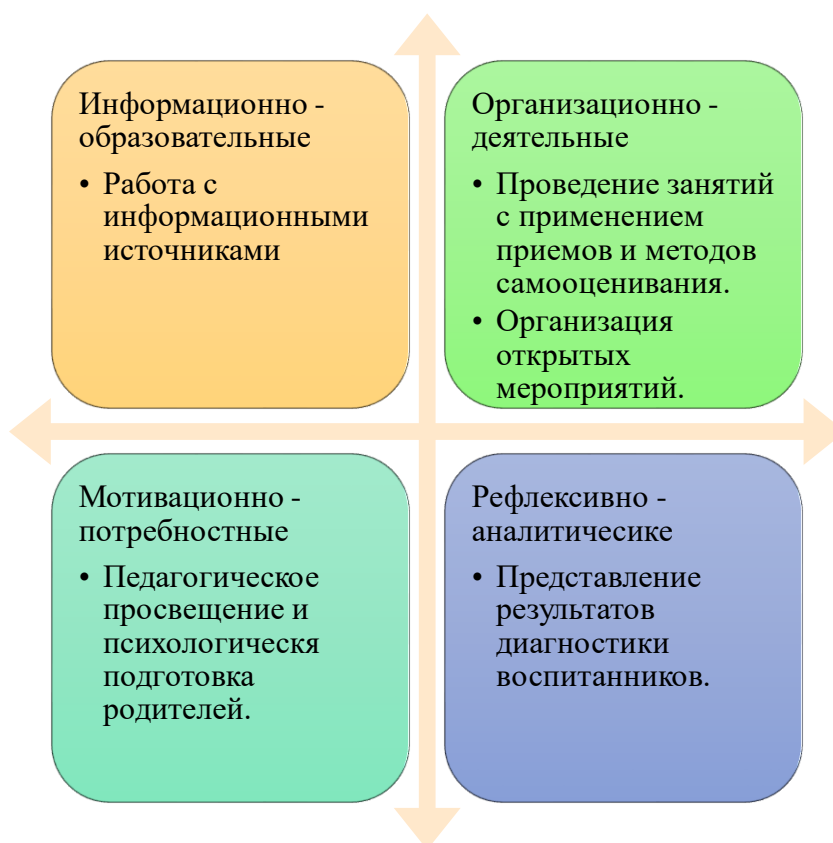 Информационно -
образовательные
• Работа с
информационными
источниками
Организационно -
деятельные
• Проведение занятий
с применением
приемов и методов
самооценивания.
• Организация
открытых
мероприятий.
Мотивационно -
потребностные
• Педагогическое
просвещение и
психологическя
подготовка
родителей.
Рефлексивно -
аналитичесике
• Представление
результатов
диагностики
воспитанников.